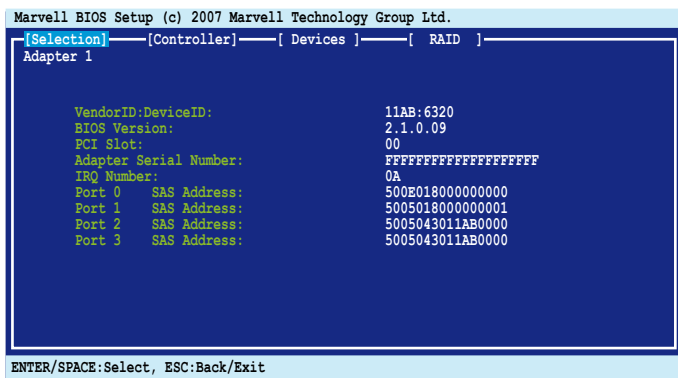 Marvell BIOS Setup (c) 2007 Marvell Technology Group Ltd.
[Selection] [Controller] [ Devices ] [ RAID ]
Adapter 1
VendorID:DeviceID: 11AB:6320
BIOS Version: 2.1.0.09
PCI Slot: 00
Adapter Serial Number: FFFFFFFFFFFFFFFFFFFF
IRQ Number: 0A
Port 0 SAS Address: 500E018000000000
Port 1 SAS Address: 5005018000000001
Port 2 SAS Address: 5005043011AB0000
Port 3 SAS Address: 5005043011AB0000
ENTER/SPACE:Select, ESC:Back/Exit